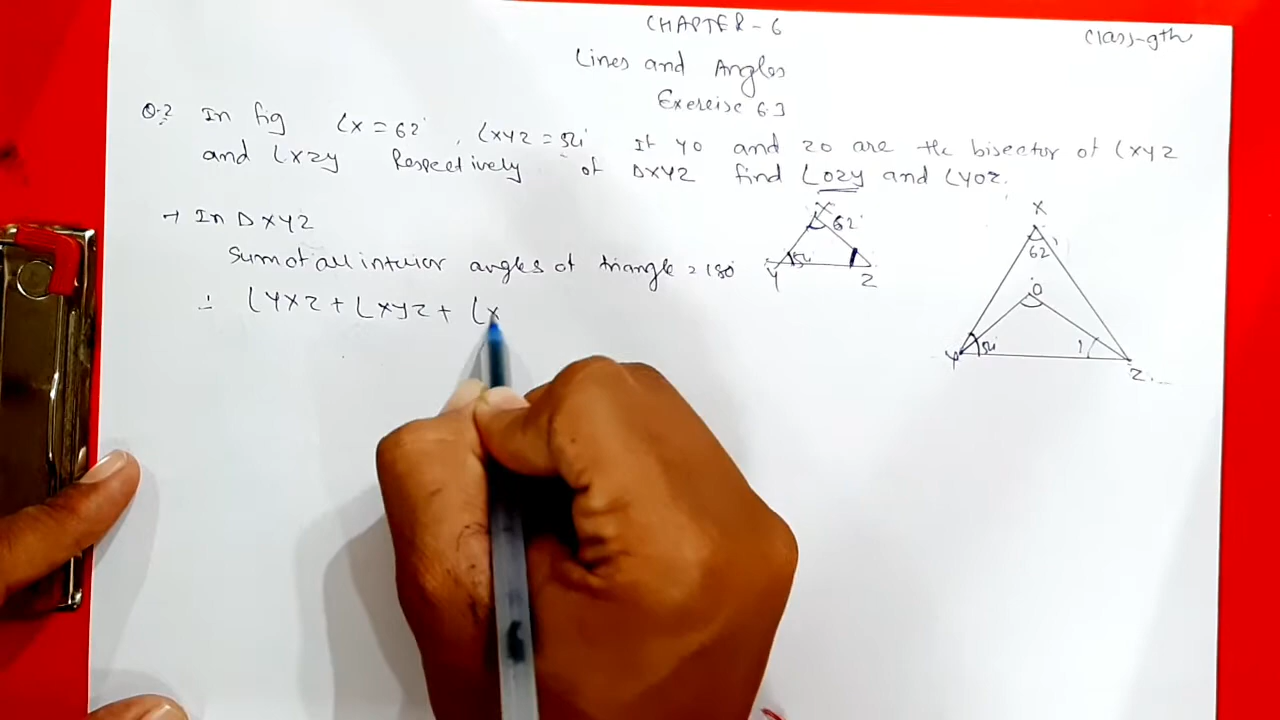 CHAPTER - 6
Class - 9th
Lines and Angles
Exercise 6.3
Q.2 In fig ∠X = 62° , ∠XYZ = 54° If YO and ZO are the bisector of ∠XYZ
and ∠XZY Respectively of ΔXYZ find ∠OZY and ∠YOZ.
→ In ΔXYZ
Sum of all interior angles of triangle = 180
∴ ∠YXZ + ∠XYZ + ∠X
X
62°
54
Y
Z
X
62
O
54
Y
Z